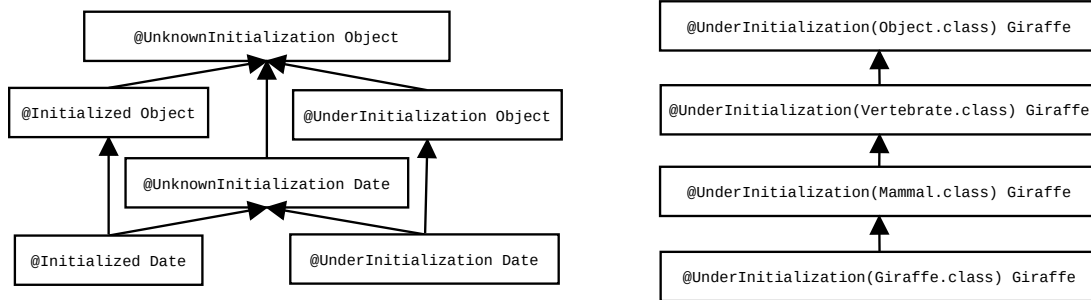 @UnknownInitialization Object
@Initialized Object
@UnderInitialization Object
@UnknownInitialization Date
@Initialized Date
@UnderInitialization Date
@UnderInitialization(Object.class) Giraffe
@UnderInitialization(Vertebrate.class) Giraffe
@UnderInitialization(Mammal.class) Giraffe
@UnderInitialization(Giraffe.class) Giraffe